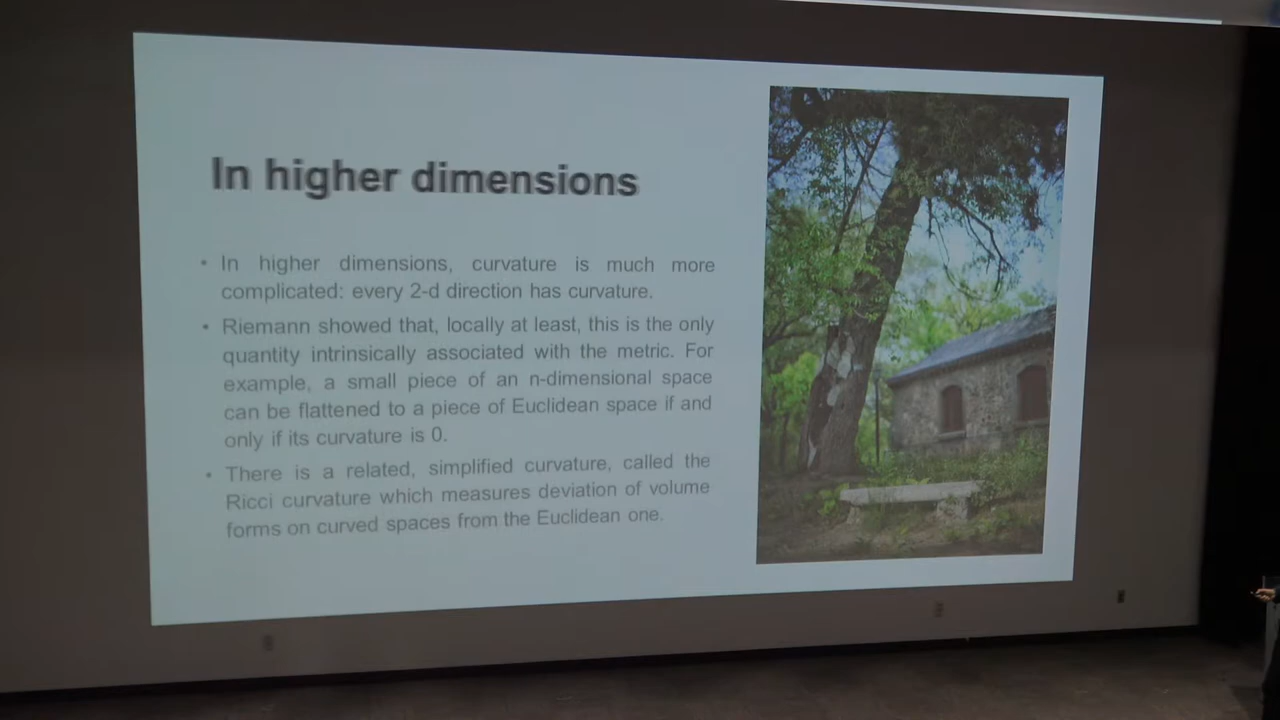 In higher dimensions
• In higher dimensions, curvature is much more
complicated: every 2-d direction has curvature.
• Riemann showed that, locally at least, this is the only
quantity intrinsically associated with the metric. For
example, a small piece of an n-dimensional space
can be flattened to a piece of Euclidean space if and
only if its curvature is 0.
• There is a related, simplified curvature, called the
Ricci curvature which measures deviation of volume
forms on curved spaces from the Euclidean one.